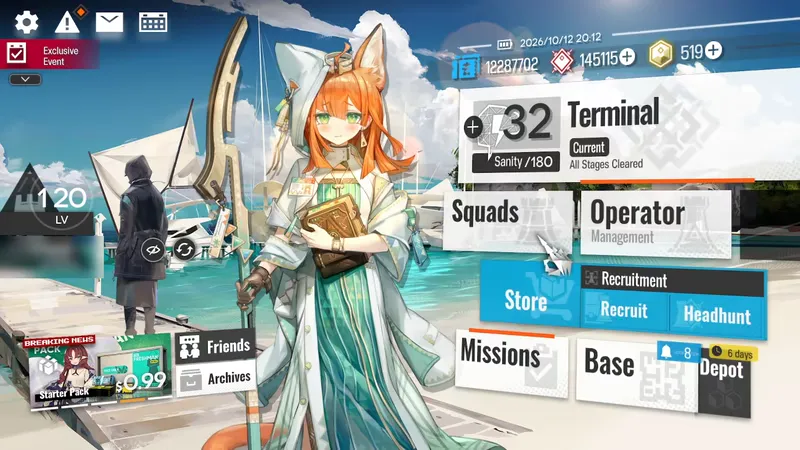 Exclusive
Event
2026/10/12 20:12
12287702
145115
519
32
Sanity /180
Terminal
Current
All Stages Cleared
120
LV
Squads
Operator
Management
Store
Recruitment
Recruit
Headhunt
Missions
Base
8
6 days
Depot
BREAKING NEWS
PACK
Starter Pack
FRESHMAN
$0.99
Friends
Archives